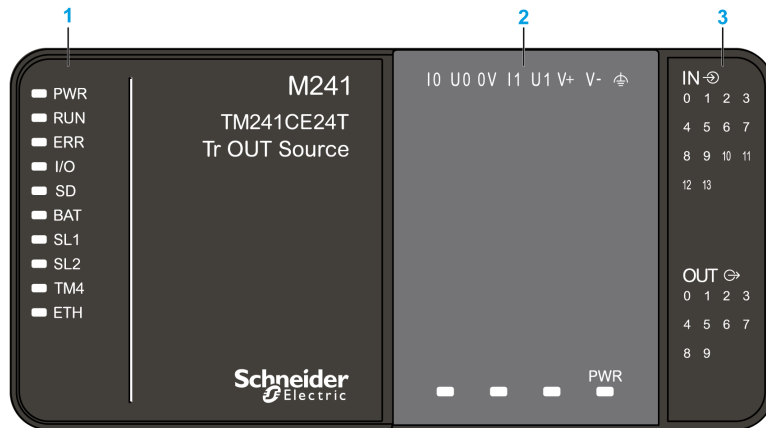 1
2
3
PWR
RUN
ERR
I/O
SD
BAT
SL1
SL2
TM4
ETH
M241
TM241CE24T
Tr OUT Source
Schneider
Electric
I0 U0 0V I1 U1 V+ V-
PWR
IN
0 1 2 3
4 5 6 7
8 9 10 11
12 13
OUT
0 1 2 3
4 5 6 7
8 9